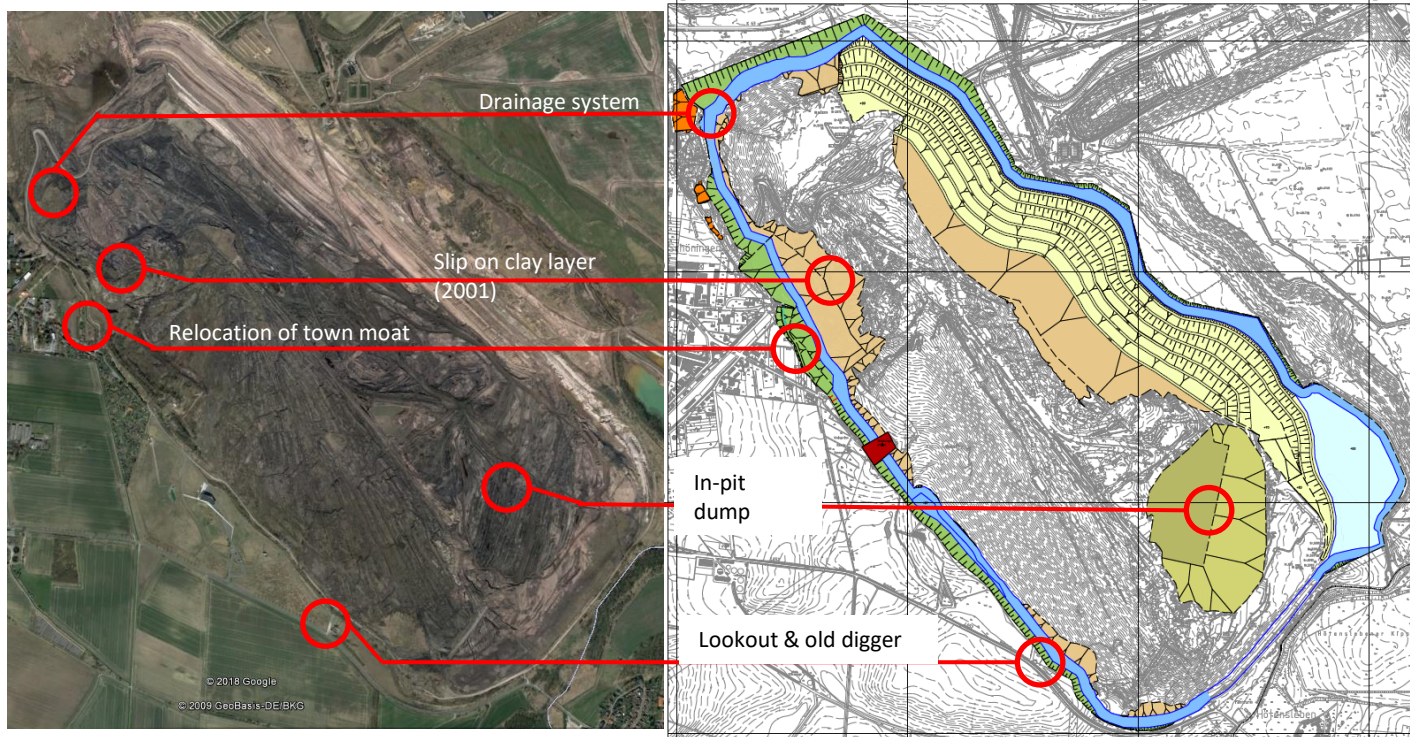 Drainage system
Slip on clay layer
(2001)
Relocation of town moat
In-pit
dump
Lookout & old digger
© 2018 Google
© 2009 GeoBasis-DE/BKG
Hötensleben